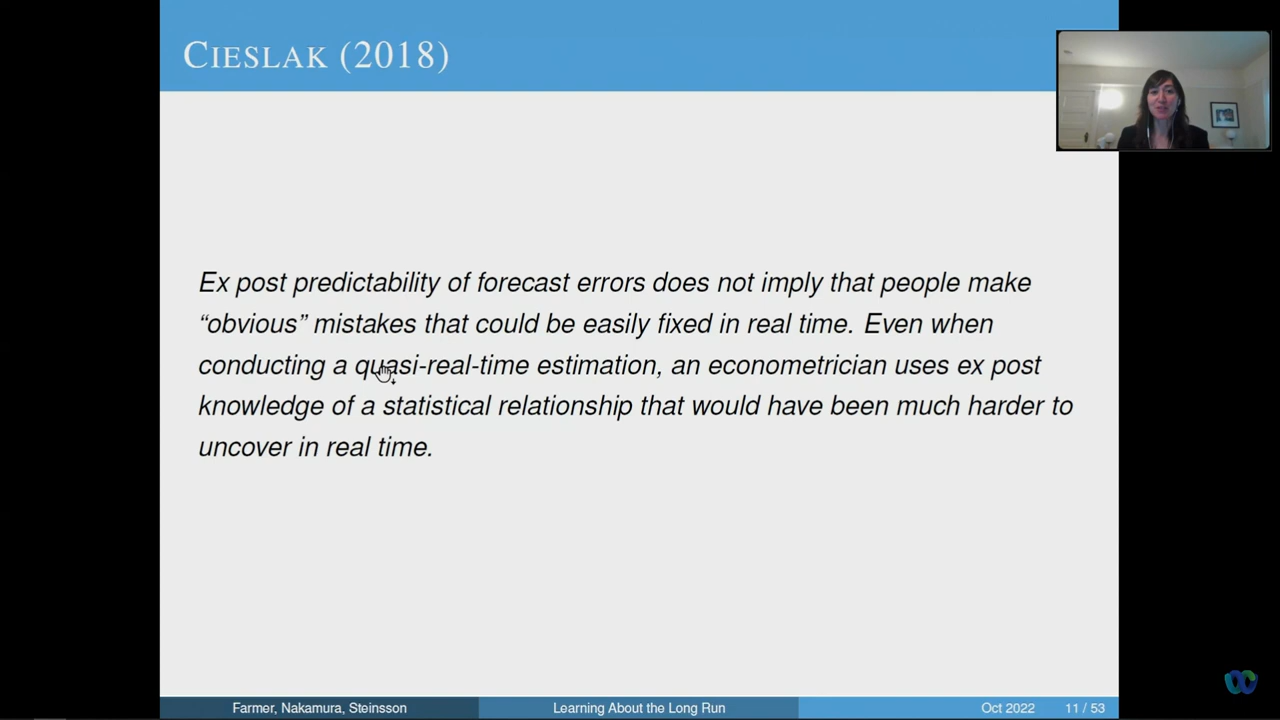 CIESLAK (2018)
Ex post predictability of forecast errors does not imply that people make
“obvious” mistakes that could be easily fixed in real time. Even when
conducting a quasi-real-time estimation, an econometrician uses ex post
knowledge of a statistical relationship that would have been much harder to
uncover in real time.
Farmer, Nakamura, Steinsson
Learning About the Long Run
Oct 2022
11 / 53